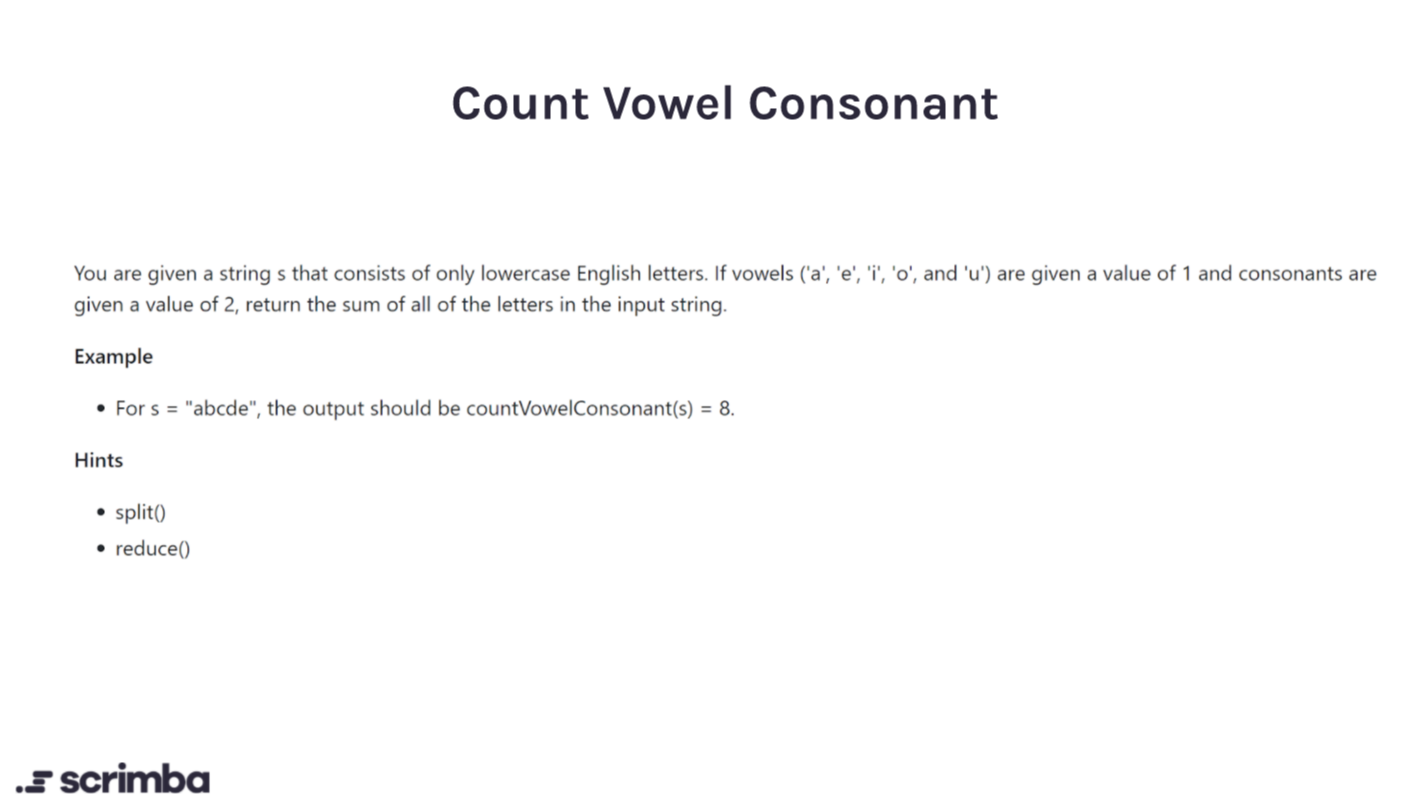 Count Vowel Consonant
You are given a string s that consists of only lowercase English letters. If vowels ('a', 'e', 'i', 'o', and 'u') are given a value of 1 and consonants are
given a value of 2, return the sum of all of the letters in the input string.
Example
• For s = "abcde", the output should be countVowelConsonant(s) = 8.
Hints
• split()
• reduce()
scrimba